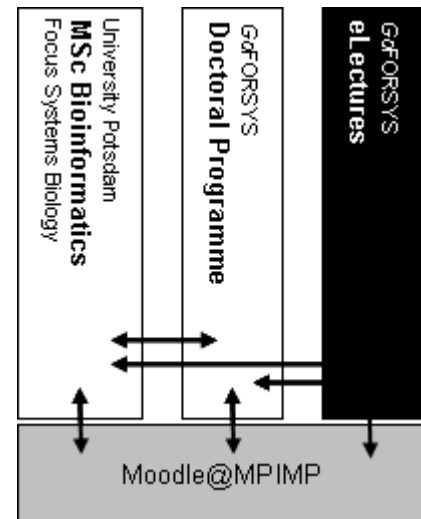 University Potsdam
MSc Bioinformatics
Focus Systems Biology
GoFORSYS
Doctoral Programme
GoFORSYS
eLectures
Moodle@MPIMP